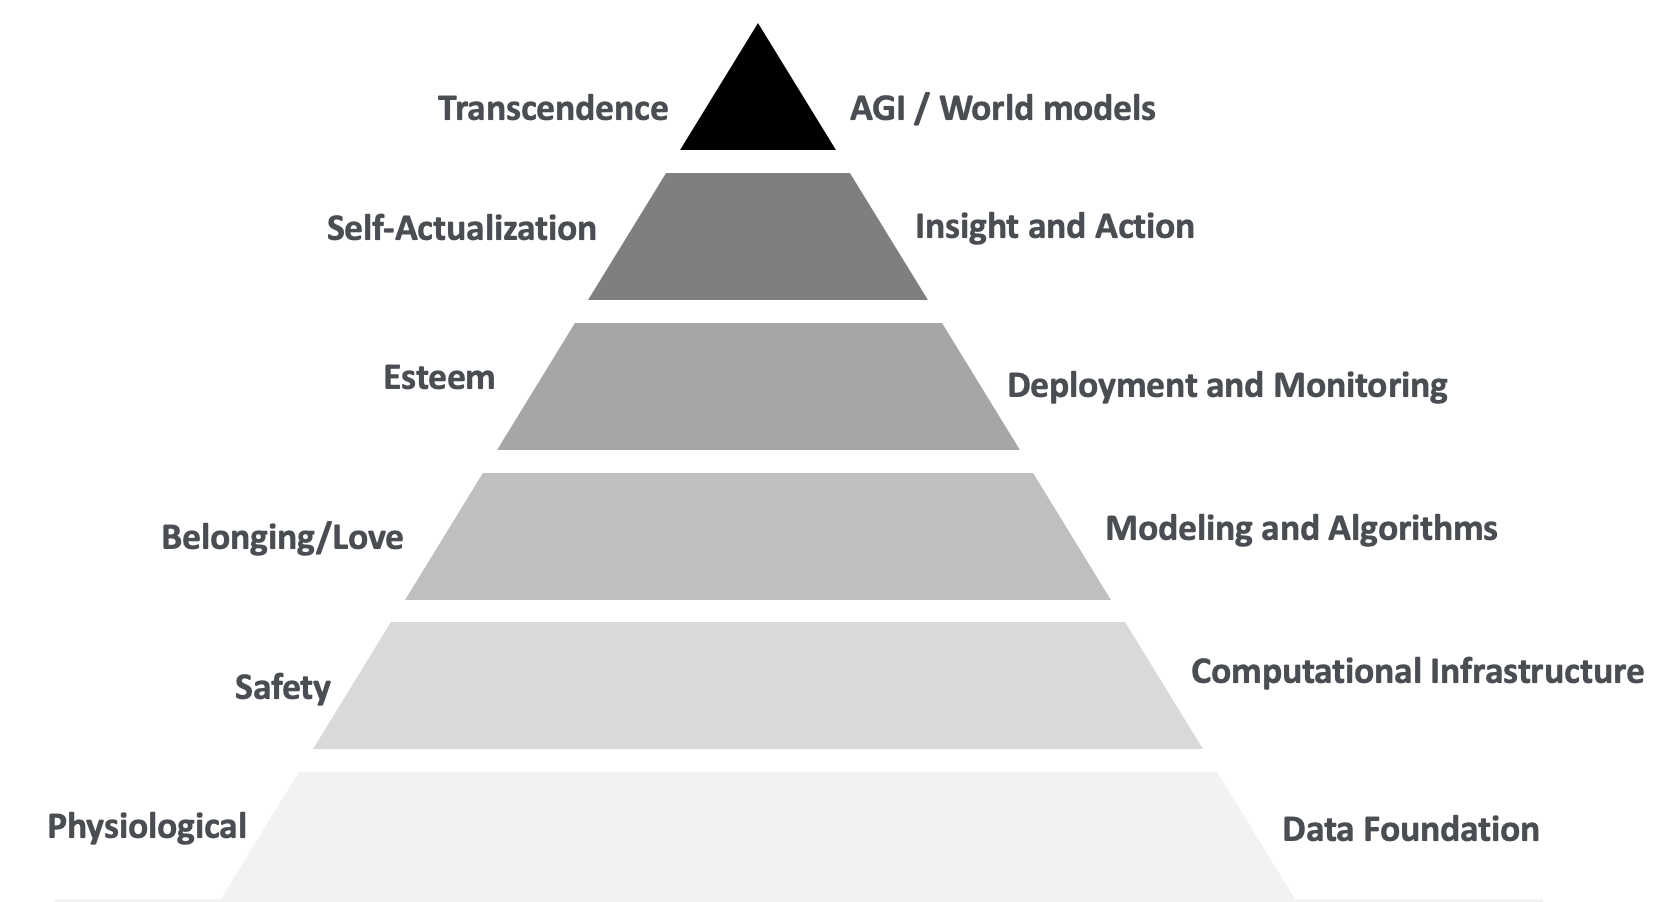 Transcendence
AGI / World models
Self-Actualization
Insight and Action
Esteem
Deployment and Monitoring
Belonging/Love
Modeling and Algorithms
Safety
Computational Infrastructure
Physiological
Data Foundation